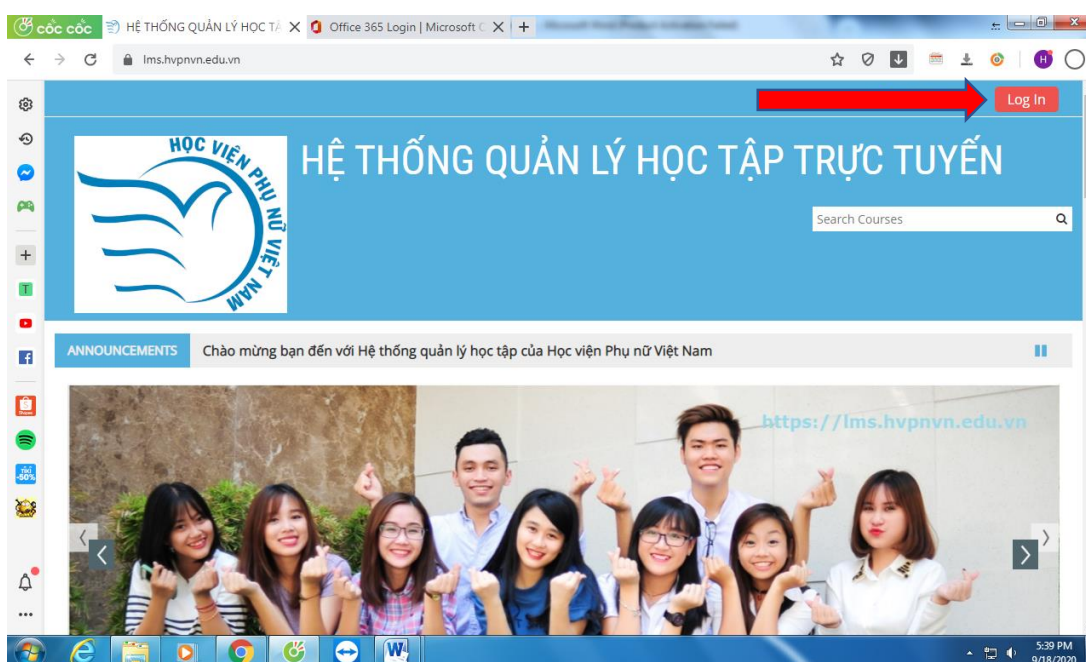 cốc cốc
HỆ THỐNG QUẢN LÝ HỌC TẬ
Office 365 Login | Microsoft
lms.hvpnvn.edu.vn
H
Log In
HỌC VIỆN PHỤ NỮ VIỆT NAM
HỆ THỐNG QUẢN LÝ HỌC TẬP TRỰC TUYẾN
Search Courses
T
ANNOUNCEMENTS
Chào mừng bạn đến với Hệ thống quản lý học tập của Học viện Phụ nữ Việt Nam
https://lms.hvpnvn.edu.vn
TIKI
-50%
W
5:39 PM
9/18/2020